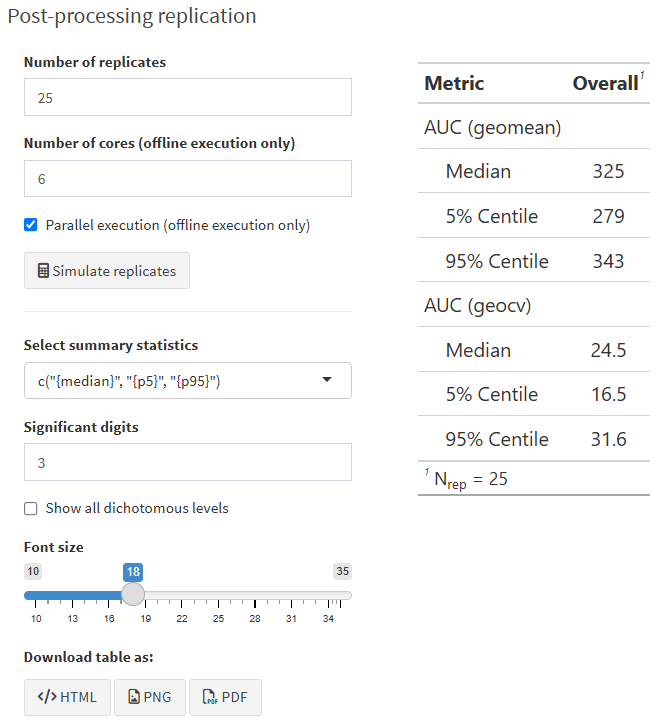 Post-processing replication
Number of replicates
25
Number of cores (offline execution only)
6
Parallel execution (offline execution only)
Simulate replicates
Select summary statistics
c("{median}", "{p5}", "{p95}")
Significant digits
3
Show all dichotomous levels
Font size
10 18 35
10 13 16 19 22 25 28 31 34
Download table as:
</> HTML PNG PDF
Metric Overall1
AUC (geomean)
Median 325
5% Centile 279
95% Centile 343
AUC (geocv)
Median 24.5
5% Centile 16.5
95% Centile 31.6
1 Nrep = 25